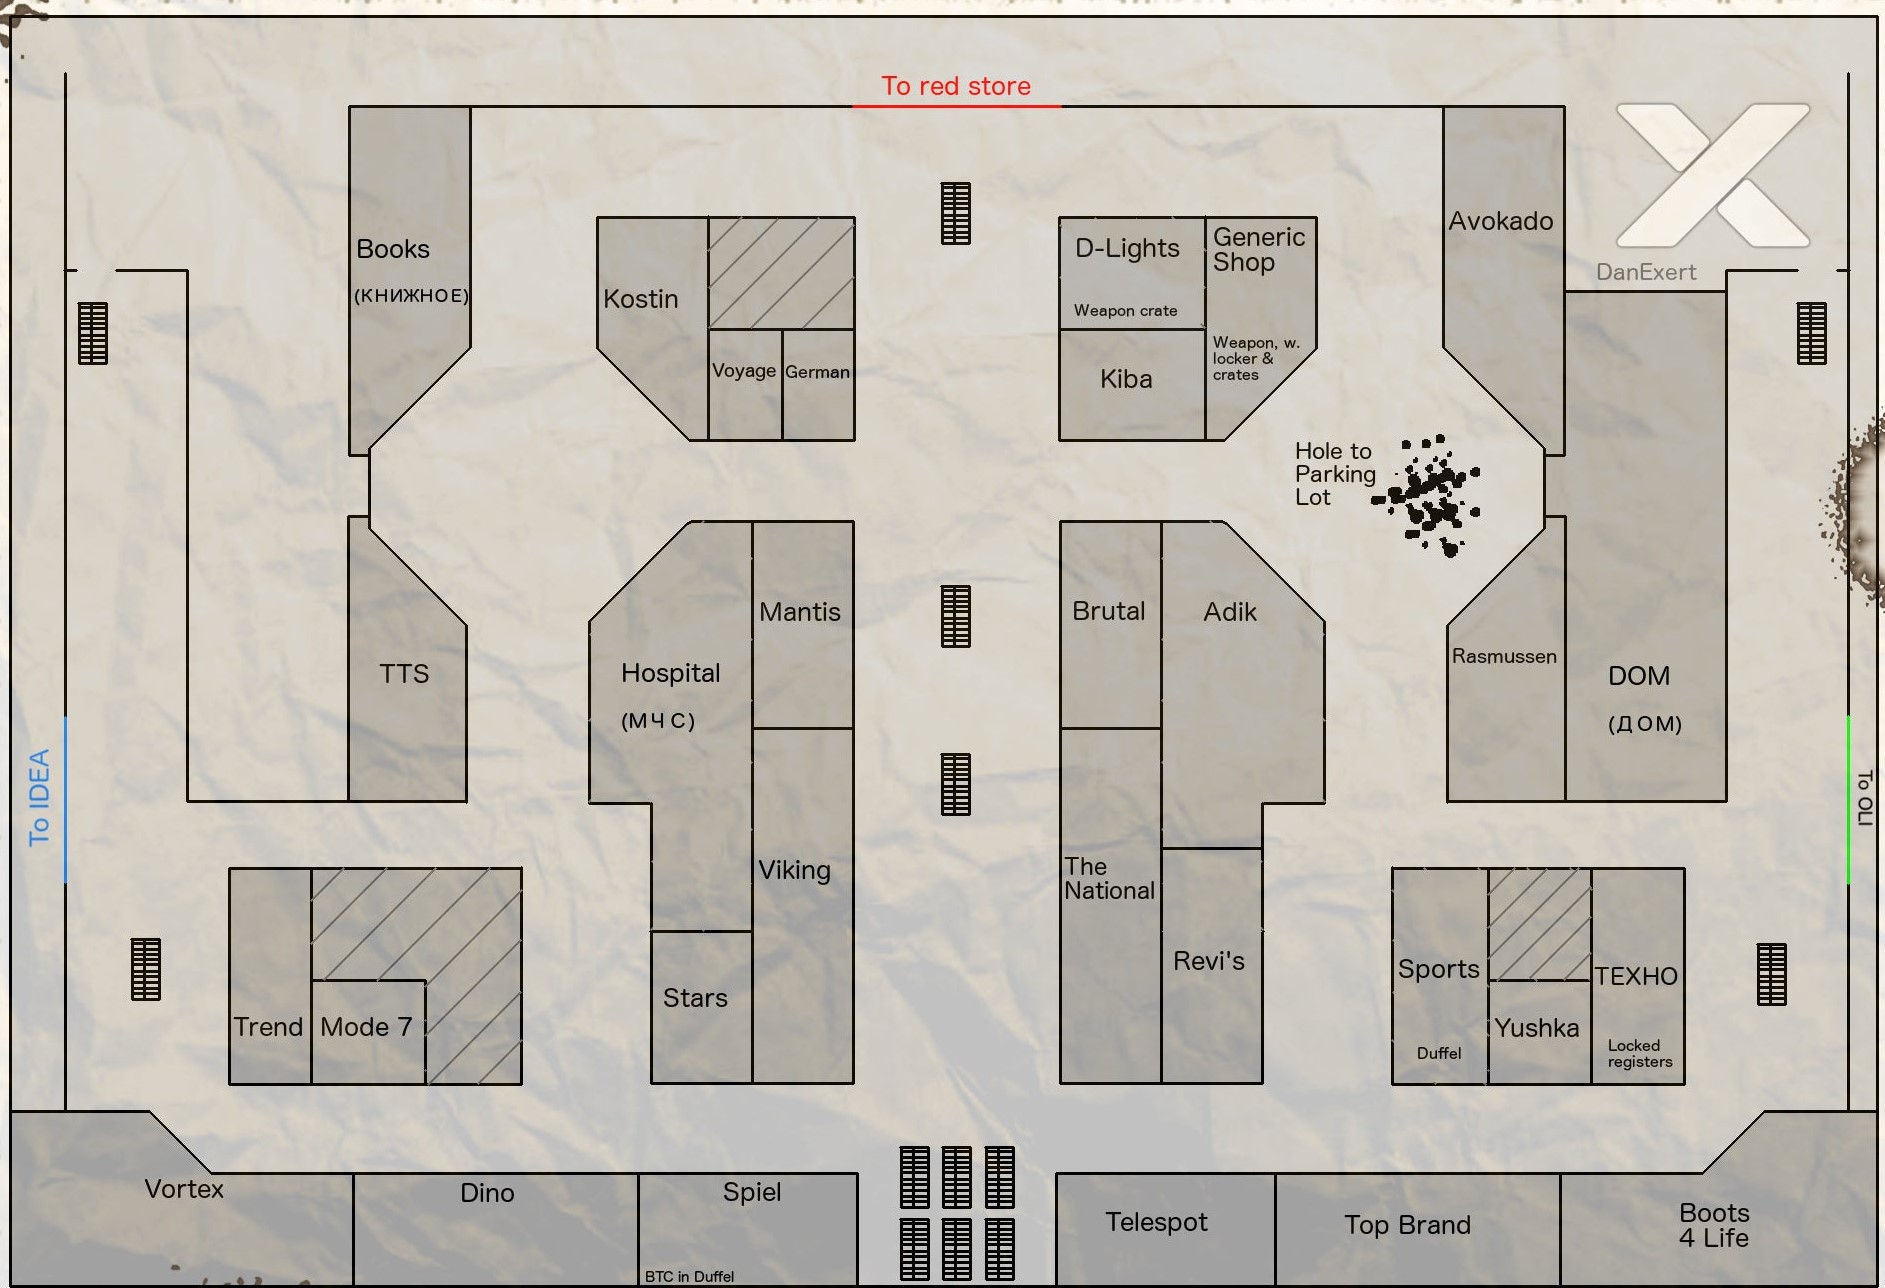 To red store
Books
(КНИЖНОЕ)
Kostin
Voyage
German
D-Lights
Weapon crate
Generic
Shop
Weapon, w.
locker &
crates
Kiba
Avokado
DanExert
Hole to
Parking
Lot
TTS
Hospital
(МЧС)
Mantis
Brutal
Adik
Rasmussen
DOM
(ДОМ)
To IDEA
To OLI
Viking
The
National
Trend
Mode 7
Stars
Revi's
Sports
Duffel
Yushka
ТЕХНО
Locked
registers
Vortex
Dino
Spiel
BTC in Duffel
Telespot
Top Brand
Boots
4 Life